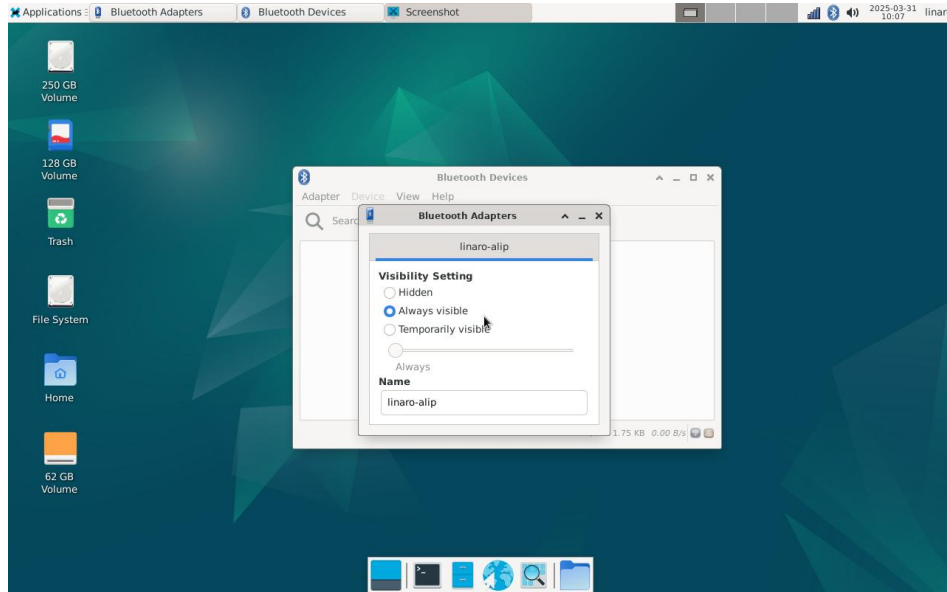 Applications
Bluetooth Adapters
Bluetooth Devices
Screenshot
2025-03-31
10:07
linar
250 GB
Volume
128 GB
Volume
Trash
File System
Home
62 GB
Volume
Bluetooth Devices
Adapter Device View Help
Searc
Bluetooth Adapters
linaro-alip
Visibility Setting
Hidden
Always visible
Temporarily visible
Always
Name
linaro-alip
1.75 KB 0.00 B/s